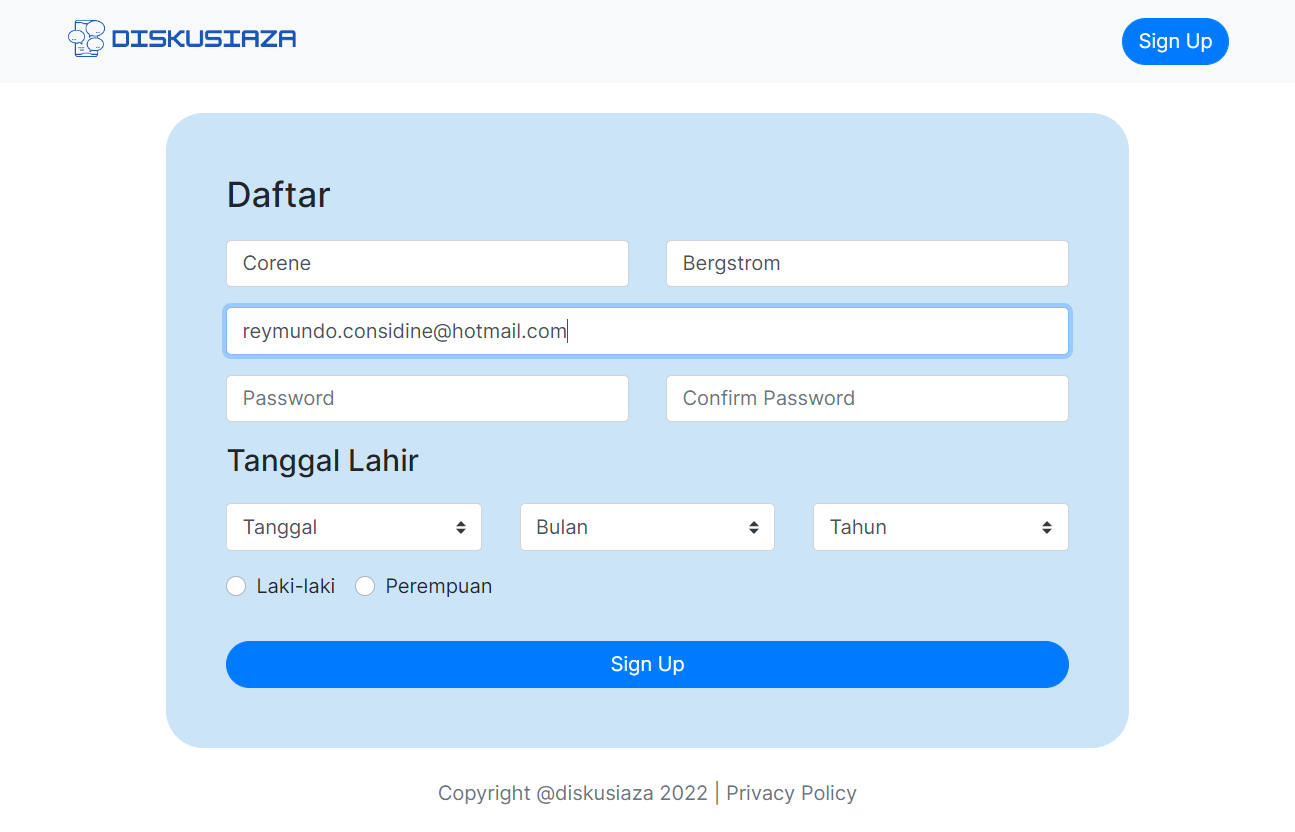 DISKUSIAZA
Sign Up
Daftar
Corene
Bergstrom
reymundo.considine@hotmail.com
Password
Confirm Password
Tanggal Lahir
Tanggal
Bulan
Tahun
Laki-laki
Perempuan
Sign Up
Copyright @diskusiaza 2022 | Privacy Policy